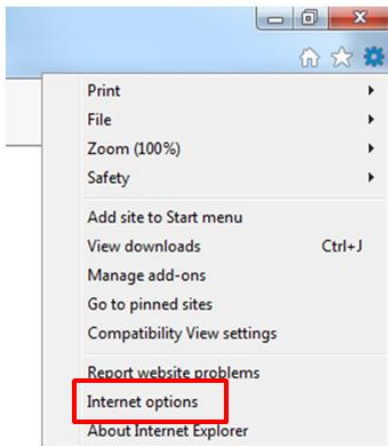 Print
File
Zoom (100%)
Safety
Add site to Start menu
View downloads Ctrl+J
Manage add-ons
Go to pinned sites
Compatibility View settings
Report website problems
Internet options
About Internet Explorer